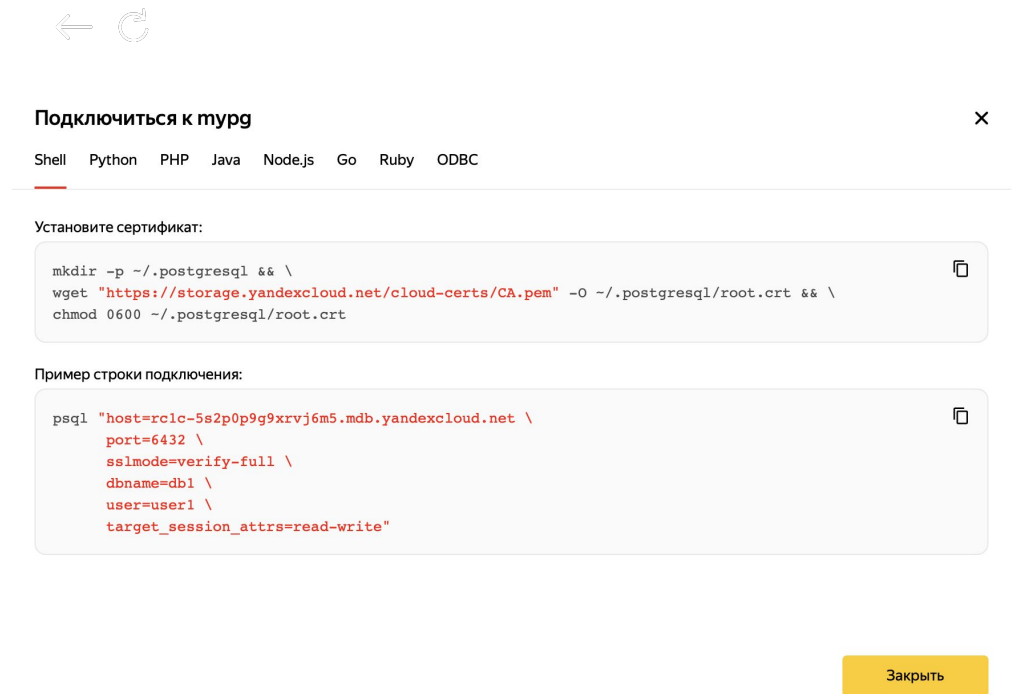 Подключиться к mypg
Shell Python PHP Java Node.js Go Ruby ODBC
Установите сертификат:
mkdir -p ~/.postgresql && \
wget "https://storage.yandexcloud.net/cloud-certs/CA.pem" -O ~/.postgresql/root.crt && \
chmod 0600 ~/.postgresql/root.crt
Пример строки подключения:
psql "host=rc1c-5s2p0p9g9xrvj6m5.mdb.yandexcloud.net \
port=6432 \
sslmode=verify-full \
dbname=db1 \
user=user1 \
target_session_attrs=read-write"
Закрыть